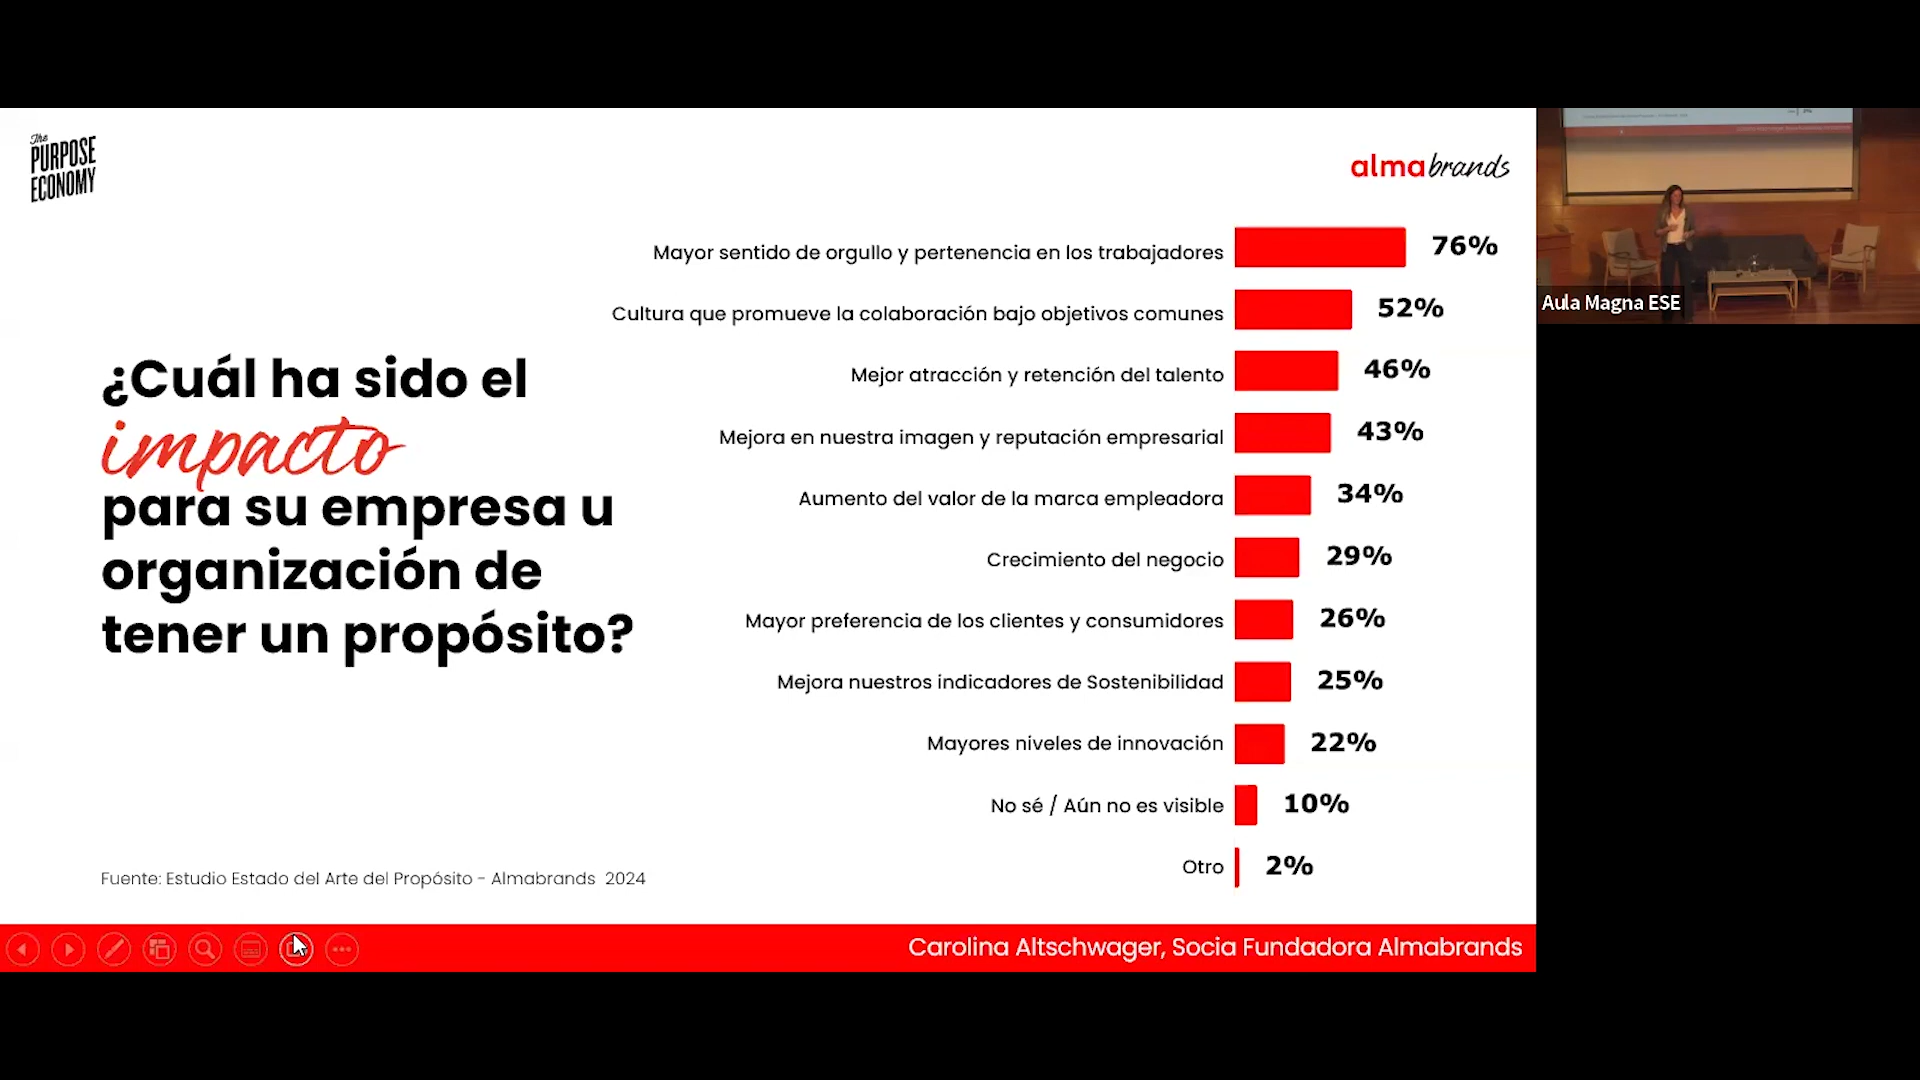 The
PURPOSE
ECONOMY
almabrands
¿Cuál ha sido el
impacto
para su empresa u
organización de
tener un propósito?
Mayor sentido de orgullo y pertenencia en los trabajadores 76%
Cultura que promueve la colaboración bajo objetivos comunes 52%
Mejor atracción y retención del talento 46%
Mejora en nuestra imagen y reputación empresarial 43%
Aumento del valor de la marca empleadora 34%
Crecimiento del negocio 29%
Mayor preferencia de los clientes y consumidores 26%
Mejora nuestros indicadores de Sostenibilidad 25%
Mayores niveles de innovación 22%
No sé / Aún no es visible 10%
Otro 2%
Fuente: Estudio Estado del Arte del Propósito - Almabrands 2024
Carolina Altschwager, Socia Fundadora Almabrands
Aula Magna ESE